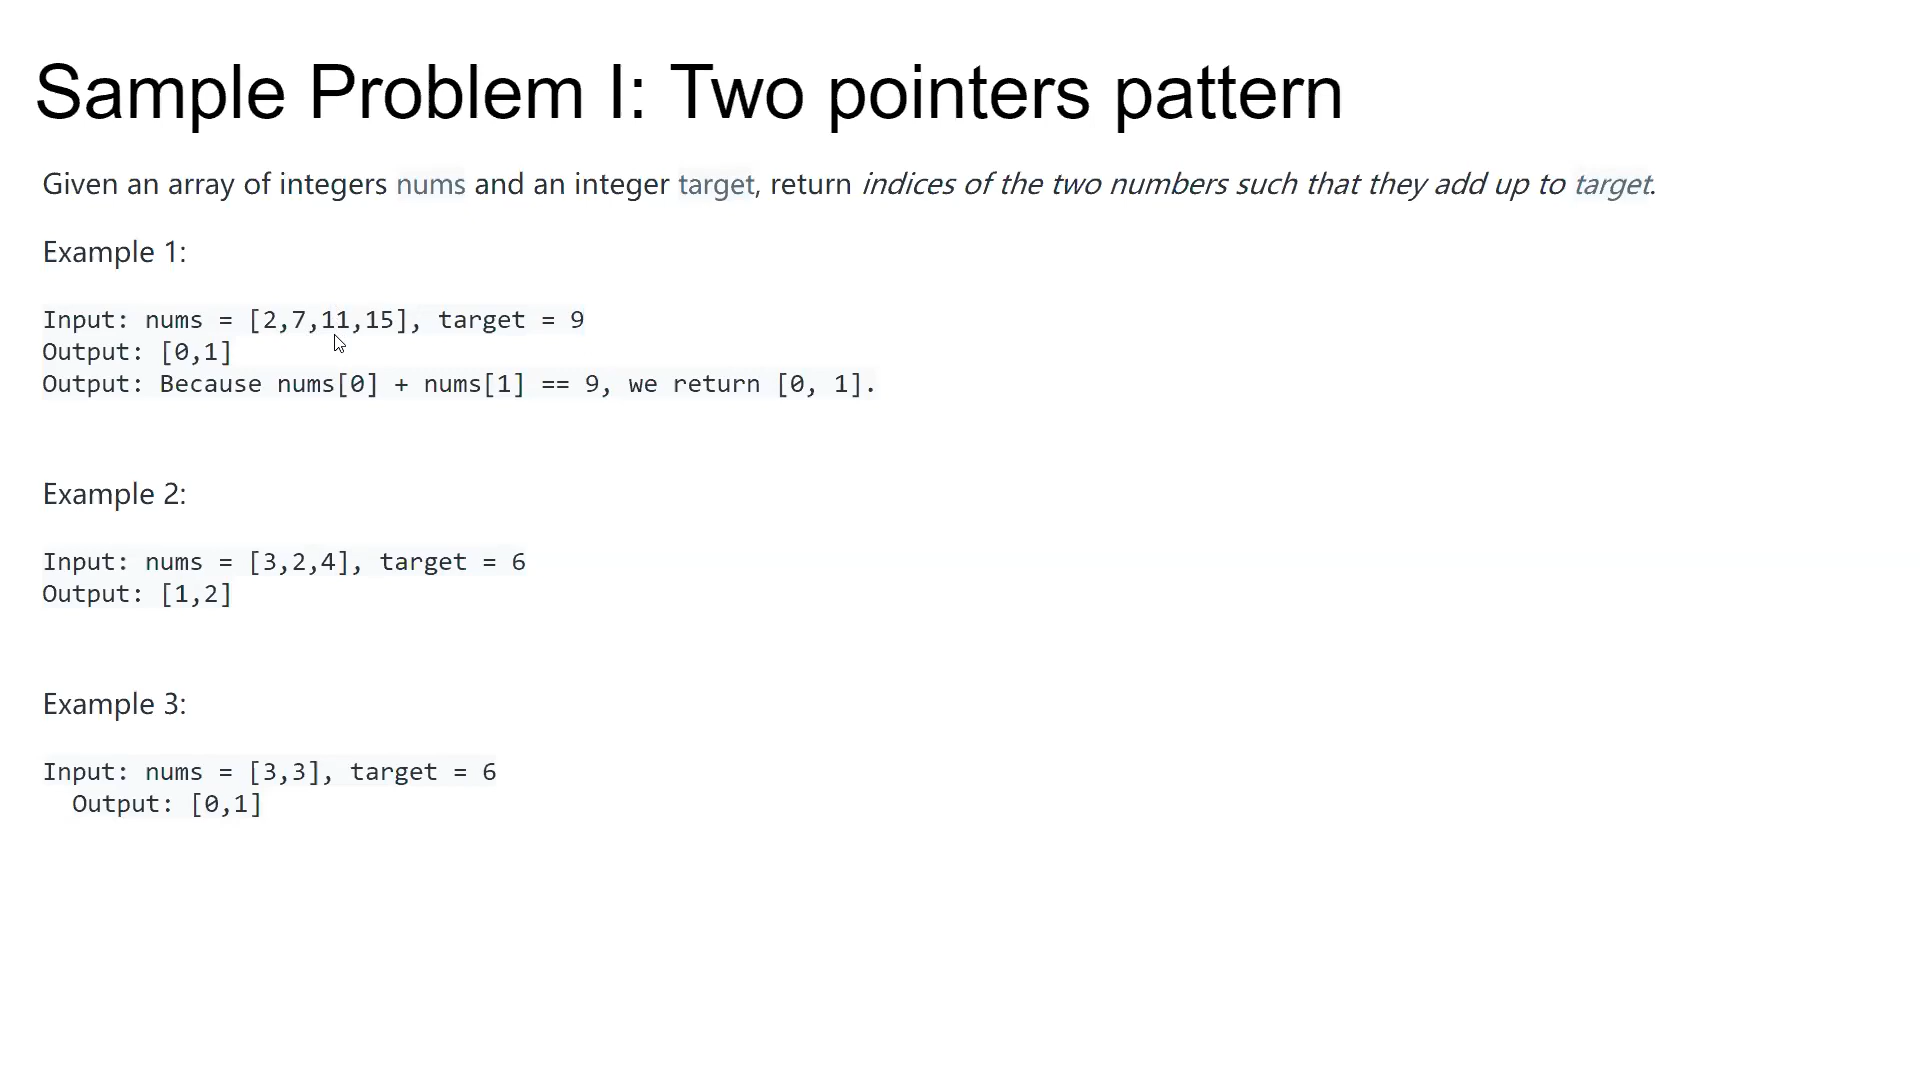 Sample Problem I: Two pointers pattern
Given an array of integers nums and an integer target, return indices of the two numbers such that they add up to target.
Example 1:
Input: nums = [2,7,11,15], target = 9
Output: [0,1]
Output: Because nums[0] + nums[1] == 9, we return [0, 1].
Example 2:
Input: nums = [3,2,4], target = 6
Output: [1,2]
Example 3:
Input: nums = [3,3], target = 6
Output: [0,1]